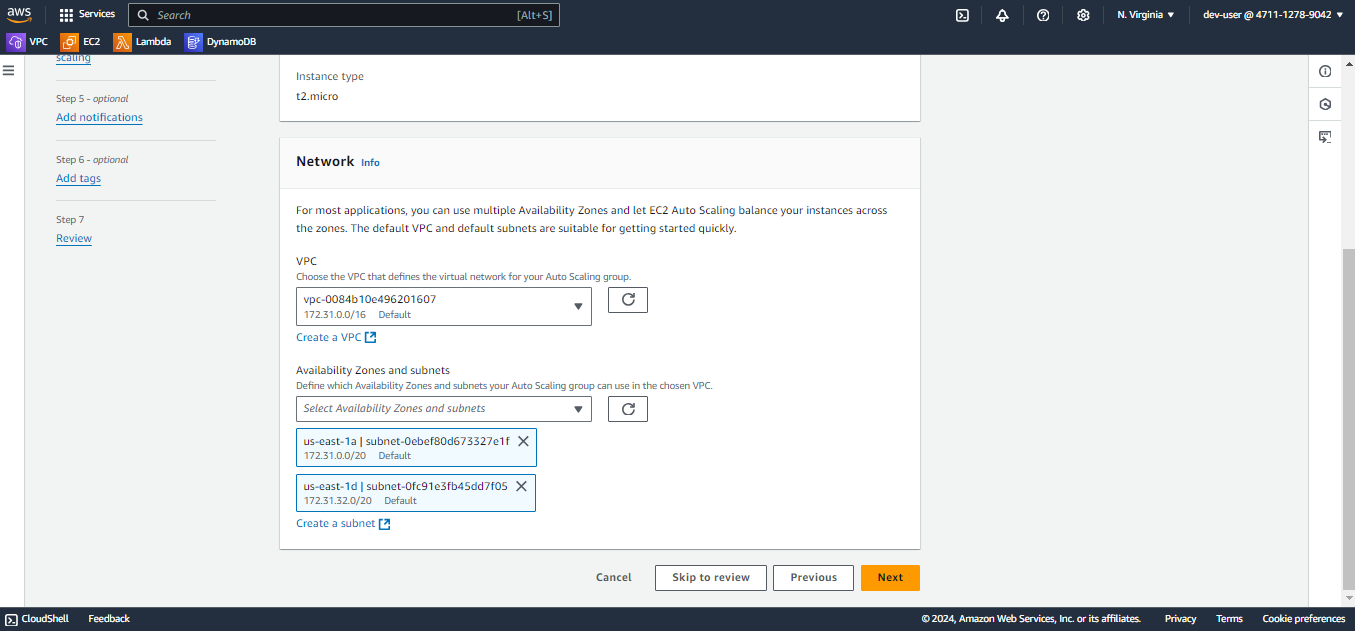 aws
Services
Search
[Alt+S]
N. Virginia
dev-user @ 4711-1278-9042
VPC
EC2
Lambda
DynamoDB
scaling
Step 5 - optional
Add notifications
Step 6 - optional
Add tags
Step 7
Review
Instance type
t2.micro
Network Info
For most applications, you can use multiple Availability Zones and let EC2 Auto Scaling balance your instances across
the zones. The default VPC and default subnets are suitable for getting started quickly.
VPC
Choose the VPC that defines the virtual network for your Auto Scaling group.
vpc-0084b10e496201607
172.31.0.0/16 Default
Create a VPC
Availability Zones and subnets
Define which Availability Zones and subnets your Auto Scaling group can use in the chosen VPC.
Select Availability Zones and subnets
us-east-1a | subnet-0ebef80d673327e1f
172.31.0.0/20 Default
us-east-1d | subnet-0fc91e3fb45dd7f05
172.31.32.0/20 Default
Create a subnet
Cancel
Skip to review
Previous
Next
CloudShell
Feedback
© 2024, Amazon Web Services, Inc. or its affiliates.
Privacy
Terms
Cookie preferences